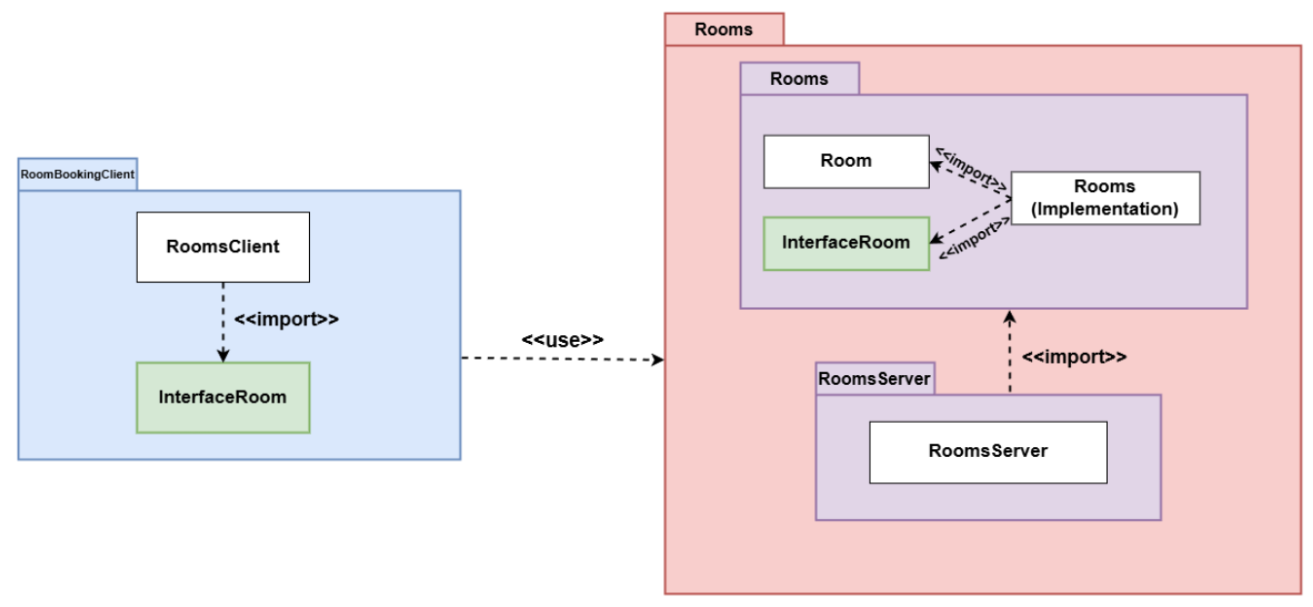 RoomBookingClient
RoomsClient
<<import>>
InterfaceRoom
<<use>>
Rooms
Rooms
Room
<<import>>
Rooms
(Implementation)
InterfaceRoom
<<import>>
<<import>>
RoomsServer
RoomsServer